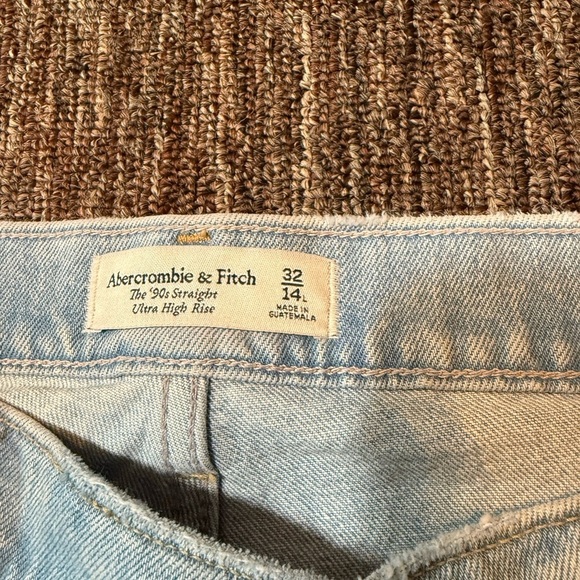 Abercrombie & Fitch
The '90s Straight
Ultra High Rise
32
14L
MADE IN
GUATEMALA